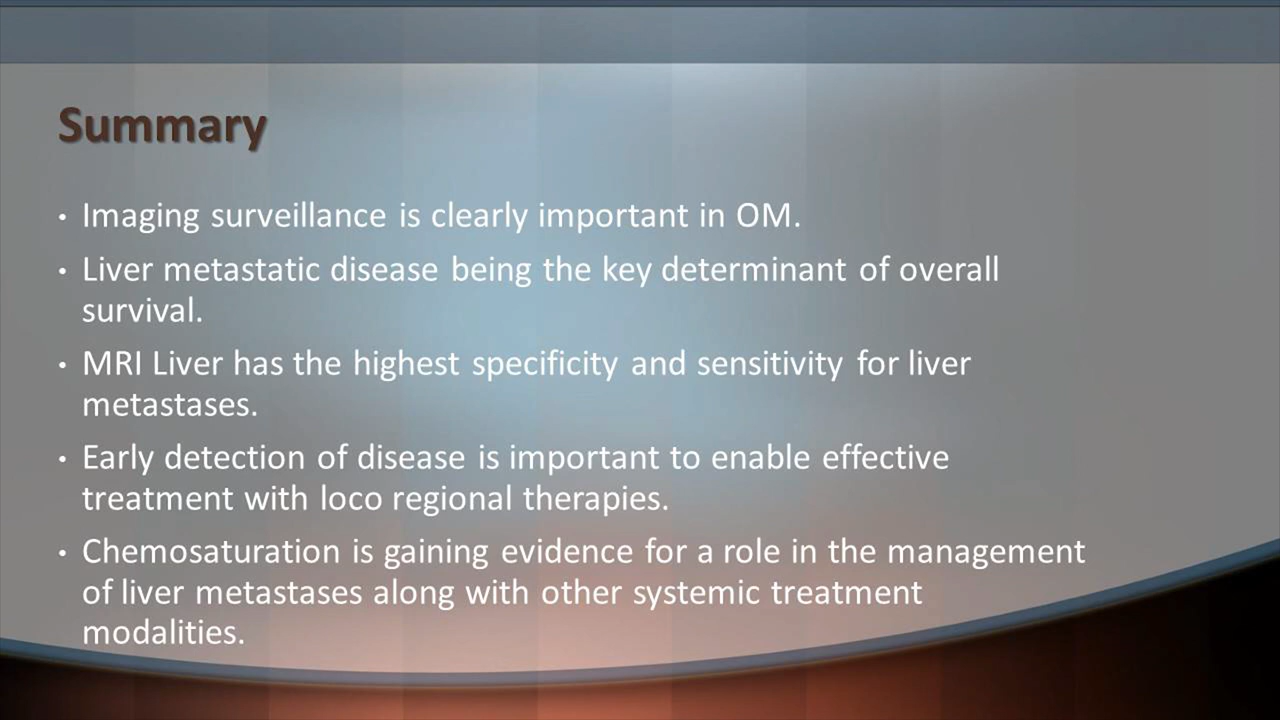 Summary
• Imaging surveillance is clearly important in OM.
• Liver metastatic disease being the key determinant of overall
survival.
• MRI Liver has the highest specificity and sensitivity for liver
metastases.
• Early detection of disease is important to enable effective
treatment with loco regional therapies.
• Chemosaturation is gaining evidence for a role in the management
of liver metastases along with other systemic treatment
modalities.